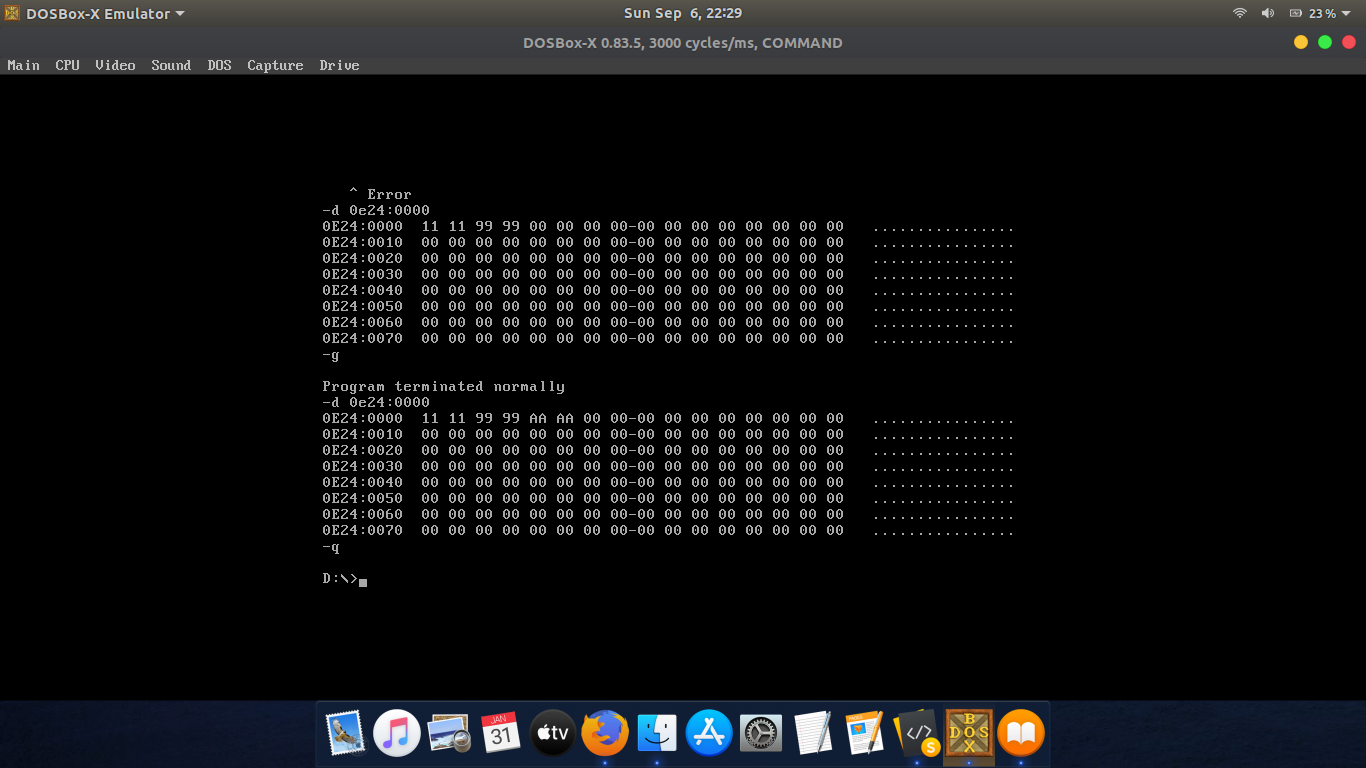 DOSBox-X Emulator
Sun Sep 6, 22:29
23 %
DOSBox-X 0.83.5, 3000 cycles/ms, COMMAND
Main CPU Video Sound DOS Capture Drive
^ Error
-d 0e24:0000
0E24:0000 11 11 99 99 00 00 00 00-00 00 00 00 00 00 00 00 ................
0E24:0010 00 00 00 00 00 00 00 00-00 00 00 00 00 00 00 00 ................
0E24:0020 00 00 00 00 00 00 00 00-00 00 00 00 00 00 00 00 ................
0E24:0030 00 00 00 00 00 00 00 00-00 00 00 00 00 00 00 00 ................
0E24:0040 00 00 00 00 00 00 00 00-00 00 00 00 00 00 00 00 ................
0E24:0050 00 00 00 00 00 00 00 00-00 00 00 00 00 00 00 00 ................
0E24:0060 00 00 00 00 00 00 00 00-00 00 00 00 00 00 00 00 ................
0E24:0070 00 00 00 00 00 00 00 00-00 00 00 00 00 00 00 00 ................
-g
Program terminated normally
-d 0e24:0000
0E24:0000 11 11 99 99 AA AA 00 00-00 00 00 00 00 00 00 00 ................
0E24:0010 00 00 00 00 00 00 00 00-00 00 00 00 00 00 00 00 ................
0E24:0020 00 00 00 00 00 00 00 00-00 00 00 00 00 00 00 00 ................
0E24:0030 00 00 00 00 00 00 00 00-00 00 00 00 00 00 00 00 ................
0E24:0040 00 00 00 00 00 00 00 00-00 00 00 00 00 00 00 00 ................
0E24:0050 00 00 00 00 00 00 00 00-00 00 00 00 00 00 00 00 ................
0E24:0060 00 00 00 00 00 00 00 00-00 00 00 00 00 00 00 00 ................
0E24:0070 00 00 00 00 00 00 00 00-00 00 00 00 00 00 00 00 ................
-q
D:\>
JAN
31
tv
PAGES
</>
S
B
DOS
X